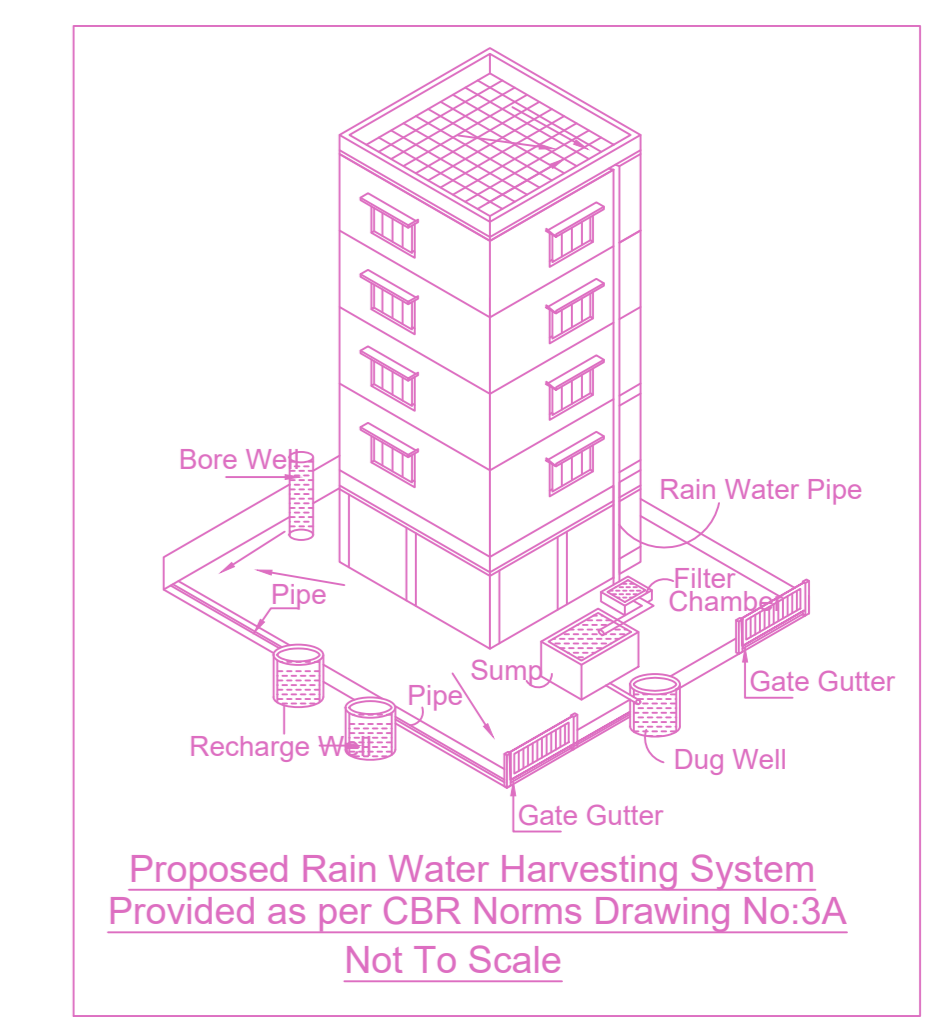 Bore Well
Rain Water Pipe
Filter
Chamber
Pipe
Sump
Pipe
Gate Gutter
Recharge Well
Dug Well
Gate Gutter
Proposed Rain Water Harvesting System
Provided as per CBR Norms Drawing No:3A
Not To Scale